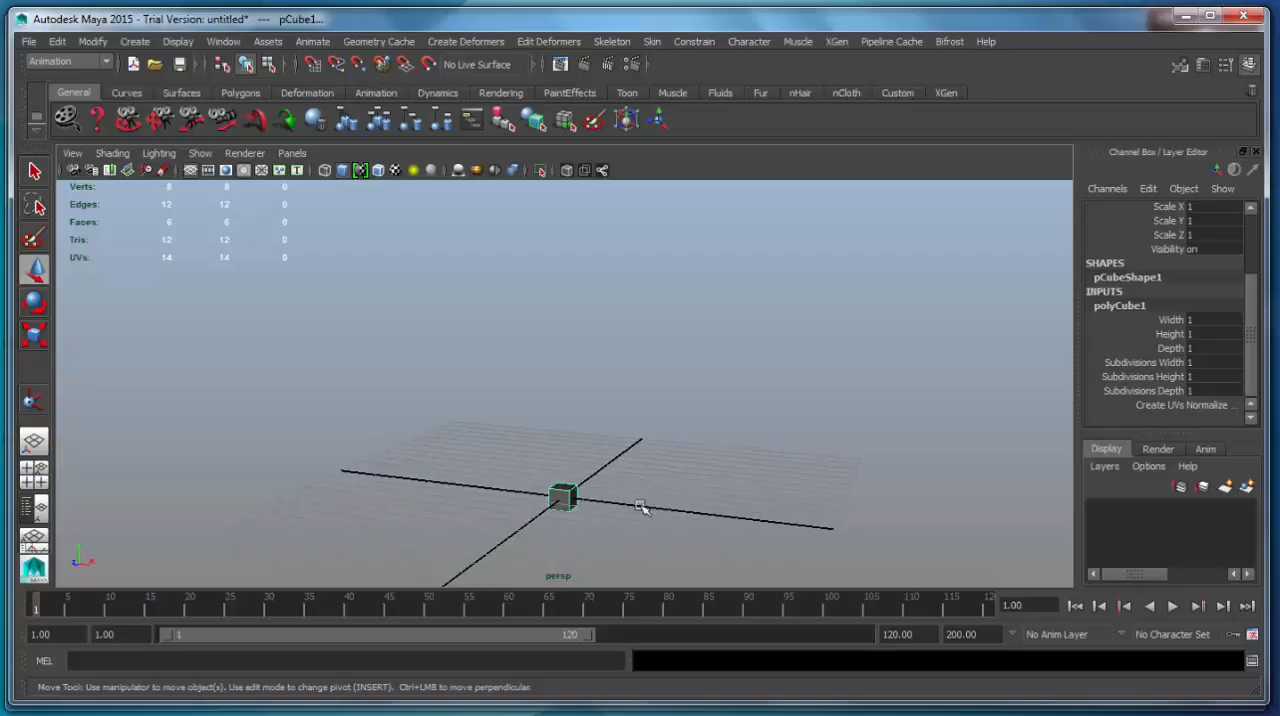 Autodesk Maya 2015 - Trial Version: untitled* --- pCube1...
File Edit Modify Create Display Window Assets Animate Geometry Cache Create Deformers Edit Deformers Skeleton Skin Constrain Character Muscle XGen Pipeline Cache Bifrost Help
Animation No Live Surface
General Curves Surfaces Polygons Deformation Animation Dynamics Rendering PaintEffects Toon Muscle Fluids Fur nHair nCloth Custom XGen
View Shading Lighting Show Renderer Panels
Channel Box / Layer Editor
Channels Edit Object Show
Verts: 8 8 0
Edges: 12 12 0
Faces: 6 6 0
Tris: 12 12 0
UVs: 14 14 0
Scale X 1
Scale Y 1
Scale Z 1
Visibility on
SHAPES
pCubeShape1
INPUTS
polyCube1
Width 1
Height 1
Depth 1
Subdivisions Width 1
Subdivisions Height 1
Subdivisions Depth 1
Create UVs Normalize ...
Display Render Anim
Layers Options Help
persp
1 5 10 15 20 25 30 35 40 45 50 55 60 65 70 75 80 85 90 95 100 105 110 115 12 1.00
1.00 1.00 1 120 120.00 200.00 No Anim Layer No Character Set
MEL
Move Tool: Use manipulator to move object(s). Use edit mode to change pivot (INSERT). Ctrl+LMB to move perpendicular.